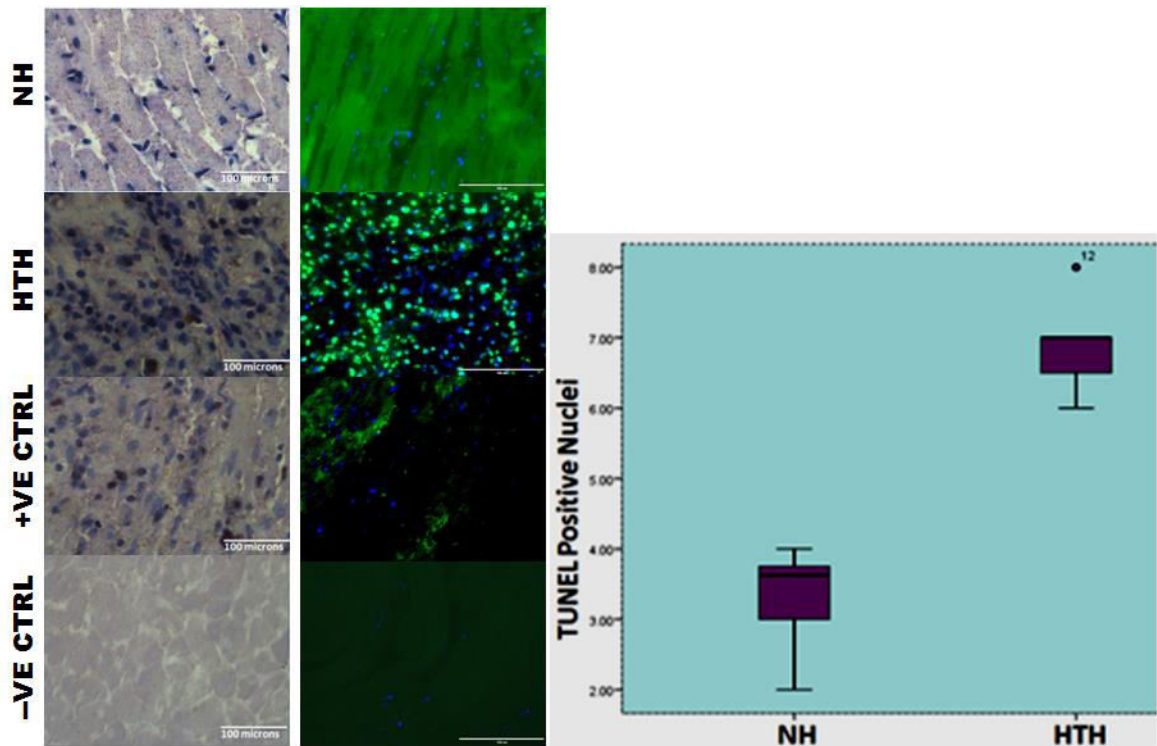 NH
100 microns
HTH
100 microns
+VE CTRL
100 microns
–VE CTRL
100 microns
TUNEL Positive Nuclei
8.00
7.00
6.00
5.00
4.00
3.00
2.00
12
NH
HTH